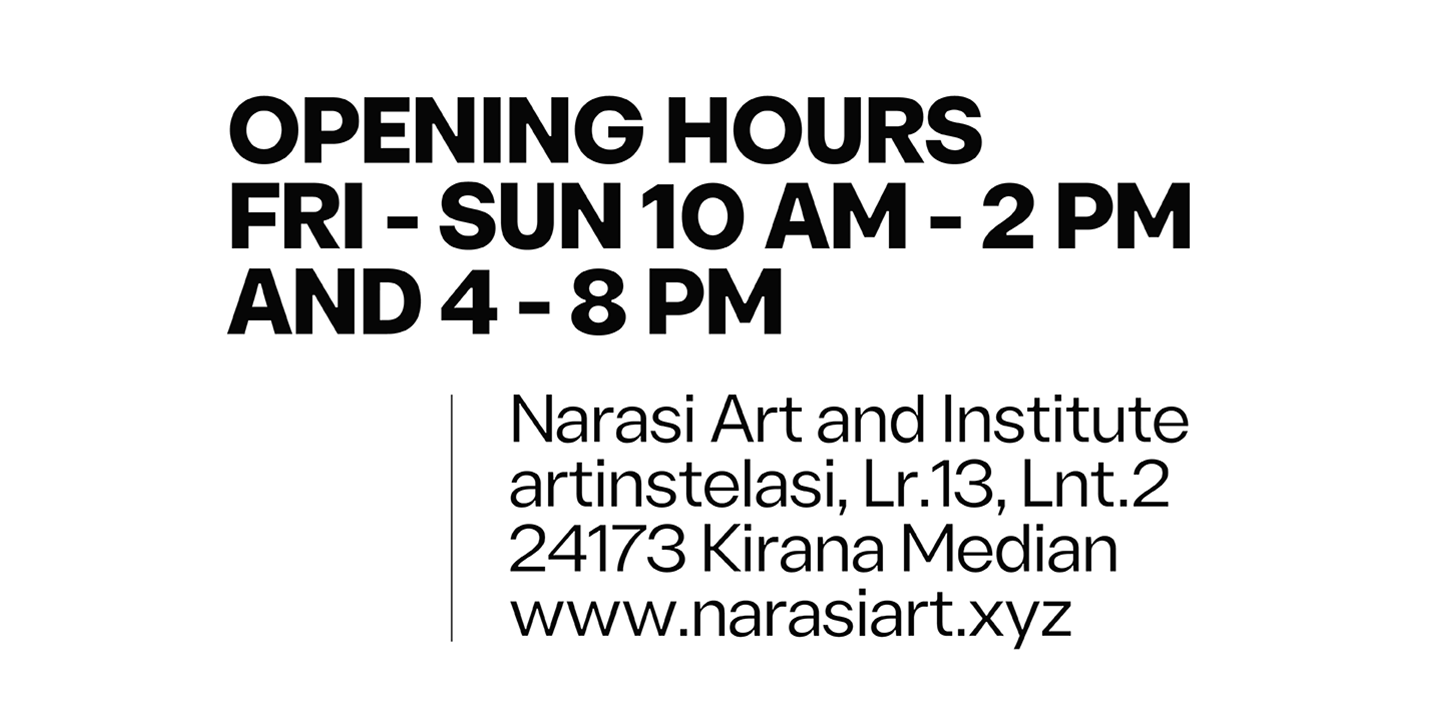 OPENING HOURS
FRI - SUN 10 AM - 2 PM
AND 4 - 8 PM
Narasi Art and Institute
artinstelasi, Lr.13, Lnt.2
24173 Kirana Median
www.narasiart.xyz